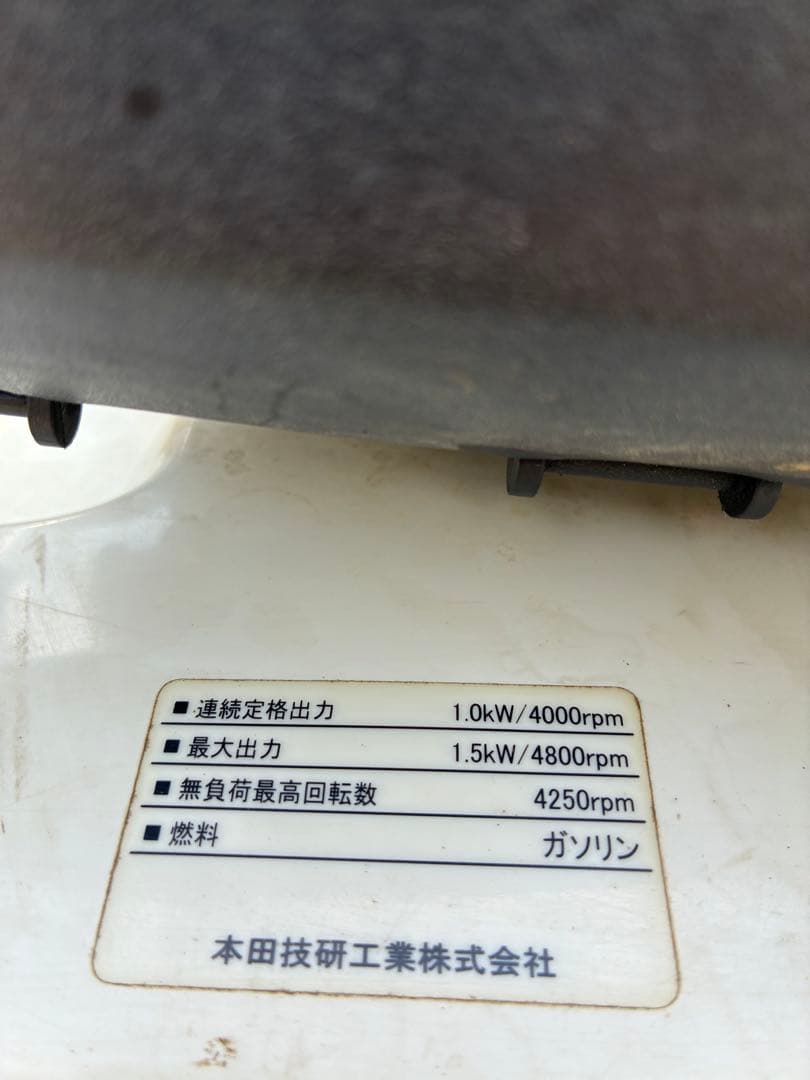 ■ 連続定格出力 1.0kW/4000rpm
■ 最大出力 1.5kW/4800rpm
■ 無負荷最高回転数 4250rpm
■ 燃料 ガソリン
本田技研工業株式会社